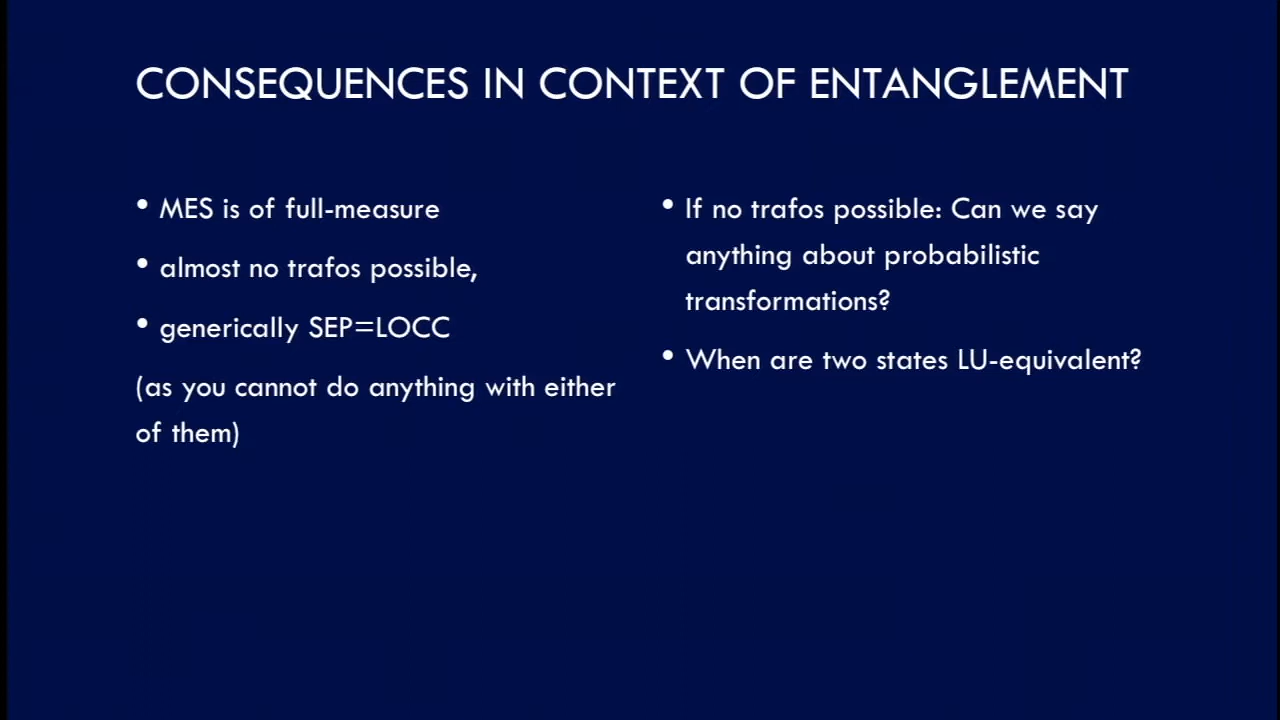 CONSEQUENCES IN CONTEXT OF ENTANGLEMENT
• MES is of full-measure
• almost no trafos possible,
• generically SEP=LOCC
(as you cannot do anything with either
of them)
• If no trafos possible: Can we say
anything about probabilistic
transformations?
• When are two states LU-equivalent?